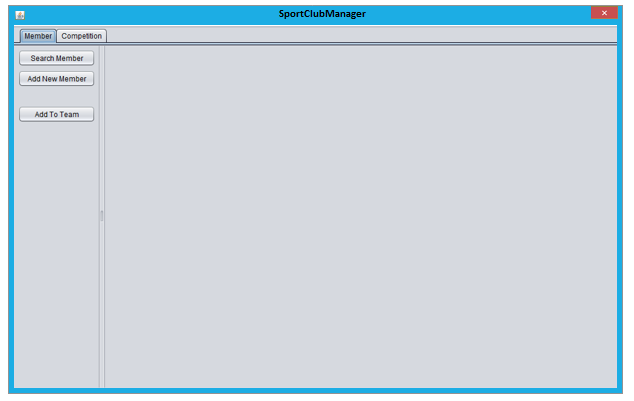 SportClubManager
Member Competition
Search Member
Add New Member
Add To Team